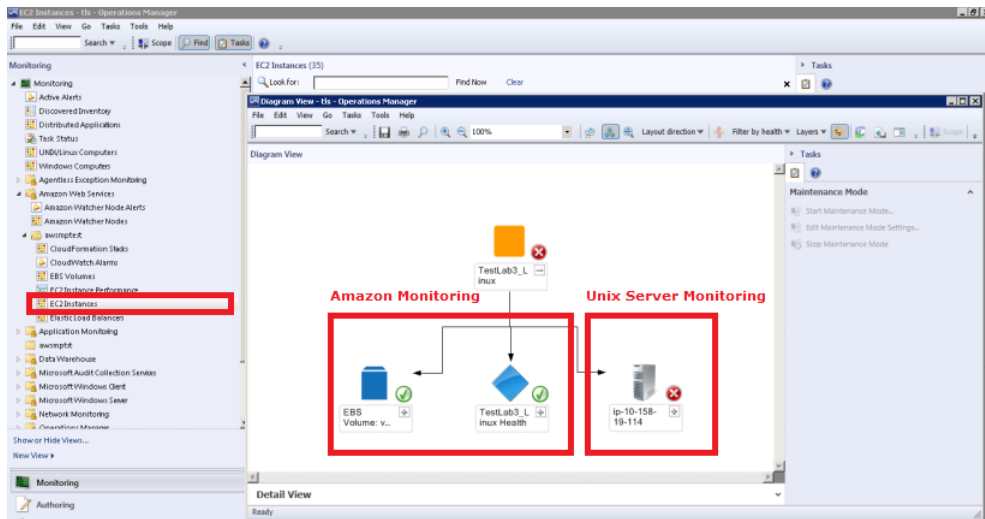 EC2 Instances - tls - Operations Manager
File Edit View Go Tasks Tools Help
Search Scope Find Tasks
Monitoring
Monitoring
Active Alerts
Discovered Inventory
Distributed Applications
Task Status
UNIX/Linux Computers
Windows Computers
Agentless Exception Monitoring
Amazon Web Services
Amazon Watcher Node Alerts
Amazon Watcher Nodes
awsmptest
CloudFormation Stacks
CloudWatch Alarms
EBS Volumes
EC2 Instance Performance
EC2 Instances
Elastic Load Balancers
Application Monitoring
awsmptst
Data Warehouse
Microsoft Audit Collection Services
Microsoft Windows Client
Microsoft Windows Server
Network Monitoring
Operations Manager
Show or Hide Views...
New View
Monitoring
Authoring
EC2 Instances (35)
Look for: Find Now Clear
Tasks
Diagram View - tls - Operations Manager
File Edit View Go Tasks Tools Help
Search 100% Layout direction Filter by health Layers Scope
Diagram View
TestLab3_L
inux
Amazon Monitoring
Unix Server Monitoring
EBS
Volume: v...
TestLab3_L
inux Health
ip-10-158-
19-114
Detail View
Ready
Tasks
Maintenance Mode
Start Maintenance Mode...
Edit Maintenance Mode Settings...
Stop Maintenance Mode